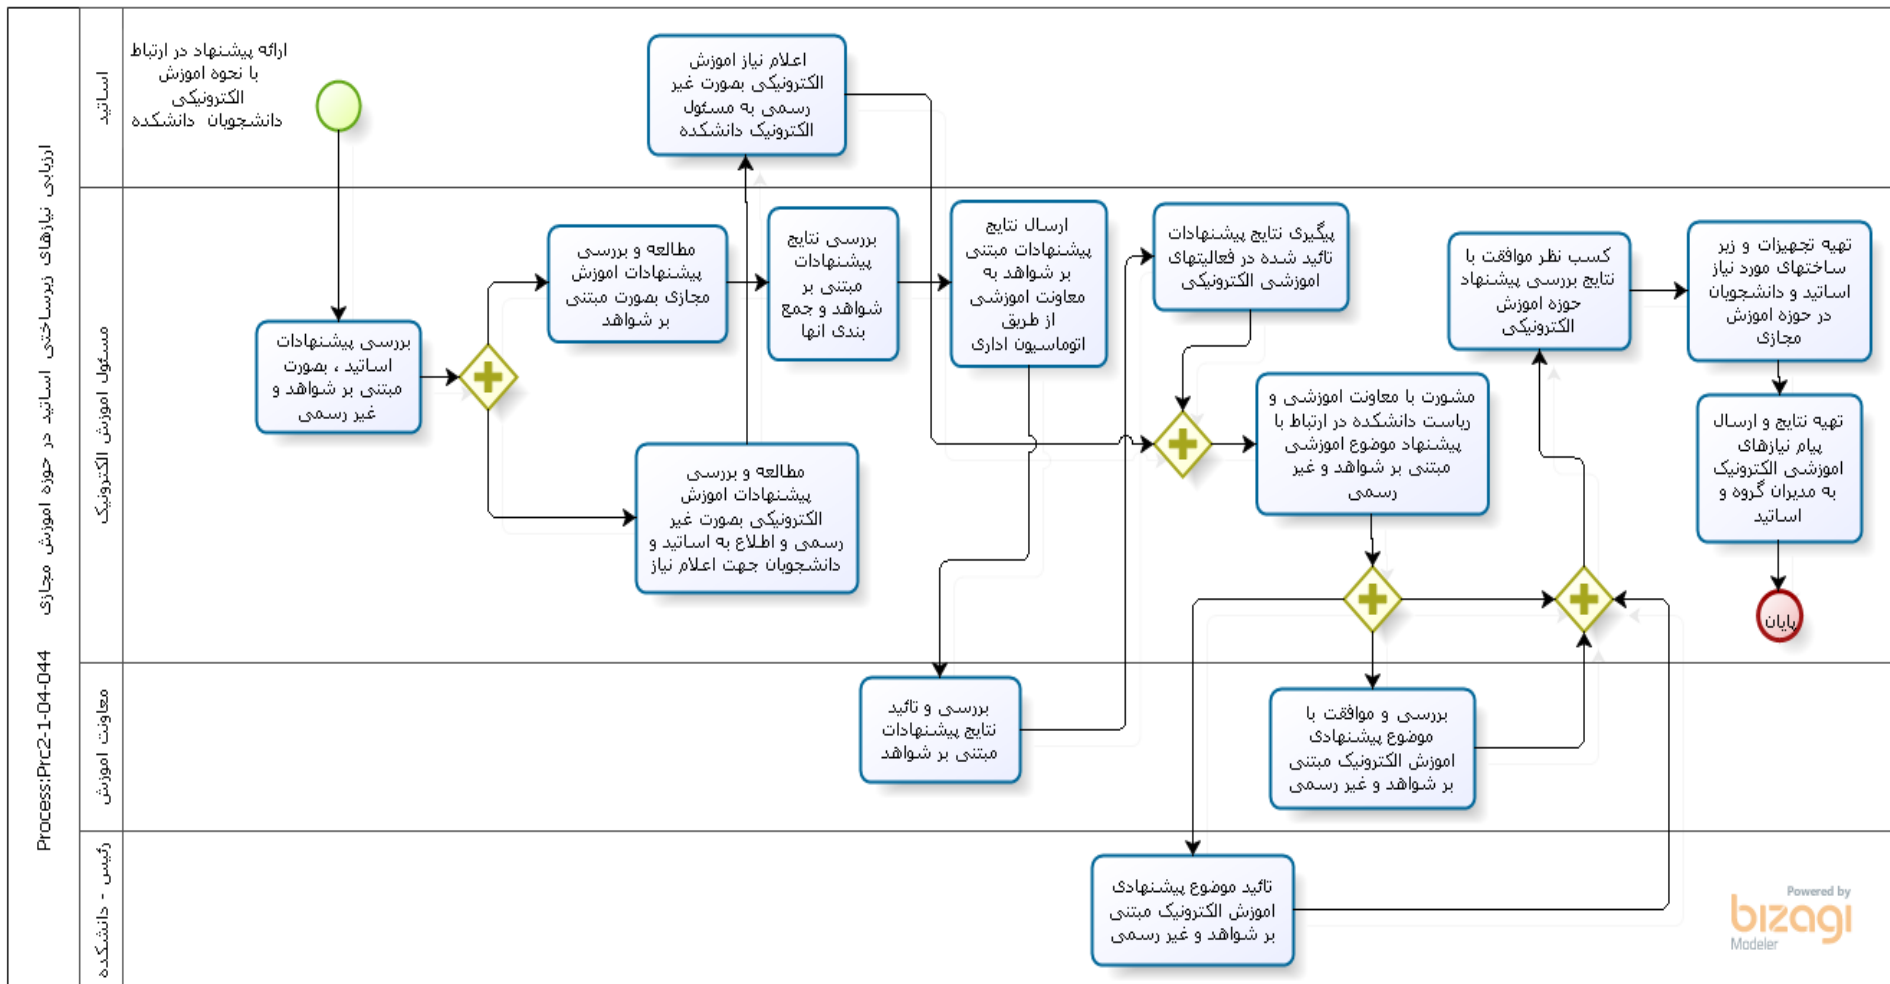 Process:Prc2-1-04-044 ارزیابی نیازهای زیرساختی اساتید در حوزه اموزش مجازی
اساتید
ارائه پیشنهاد در ارتباط
با نحوه اموزش
الکترونیکی
دانشجویان دانشکده
اعلام نیاز اموزش
الکترونیکی بصورت غیر
رسمی به مسئول
الکترونیک دانشکده
مسئول اموزش الکترونیک
بررسی پیشنهادات
اساتید ، بصورت
مبتنی بر شواهد و
غیر رسمی
مطالعه و بررسی
پیشنهادات اموزش
مجازی بصورت مبتنی
بر شواهد
مطالعه و بررسی
پیشنهادات اموزش
الکترونیکی بصورت غیر
رسمی و اطلاع به اساتید و
دانشجویان جهت اعلام نیاز
بررسی نتایج
پیشنهادات
مبتنی بر
شواهد و جمع
بندی انها
ارسال نتایج
پیشنهادات مبتنی
بر شواهد به
معاونت اموزشی
از طریق
اتوماسیون اداری
پیگیری نتایج پیشنهادات
تائید شده در فعالیتهای
اموزشی الکترونیکی
مشورت با معاونت اموزشی و
ریاست دانشکده در ارتباط با
پیشنهاد موضوع اموزشی
مبتنی بر شواهد و غیر
رسمی
کسب نظر موافقت با
نتایج بررسی پیشنهاد
حوزه اموزش
الکترونیکی
تهیه تجهیزات و زیر
ساختهای مورد نیاز
اساتید و دانشجویان
در حوزه اموزش
مجازی
تهیه نتایج و ارسال
پیام نیازهای
اموزشی الکترونیک
به مدیران گروه و
اساتید
پایان
معاونت اموزش
بررسی و تائید
نتایج پیشنهادات
مبتنی بر شواهد
بررسی و موافقت با
موضوع پیشنهادی
اموزش الکترونیک مبتنی
بر شواهد و غیر رسمی
رئیس - دانشکده
تائید موضوع پیشنهادی
اموزش الکترونیک مبتنی
بر شواهد و غیر رسمی
Powered by
bizagi
Modeler